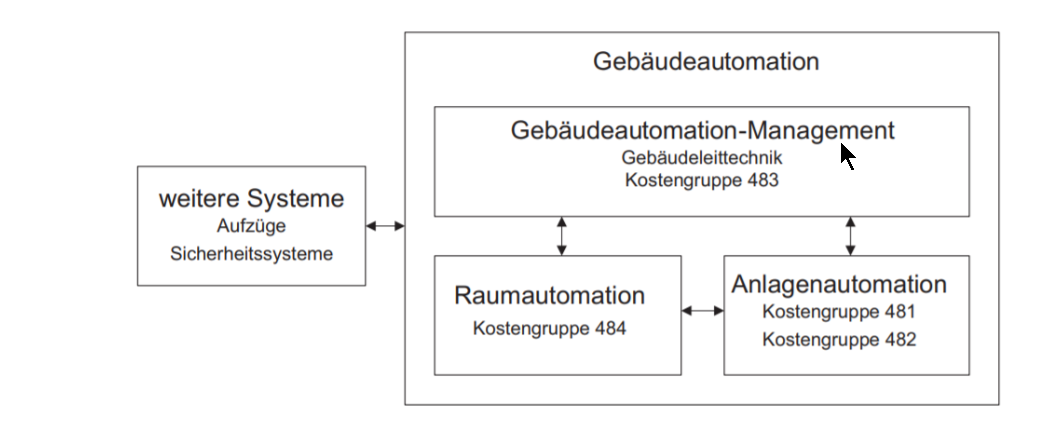 Gebäudeautomation
Gebäudeautomation-Management
Gebäudeleittechnik
Kostengruppe 483
weitere Systeme
Aufzüge
Sicherheitssysteme
Raumautomation
Kostengruppe 484
Anlagenautomation
Kostengruppe 481
Kostengruppe 482